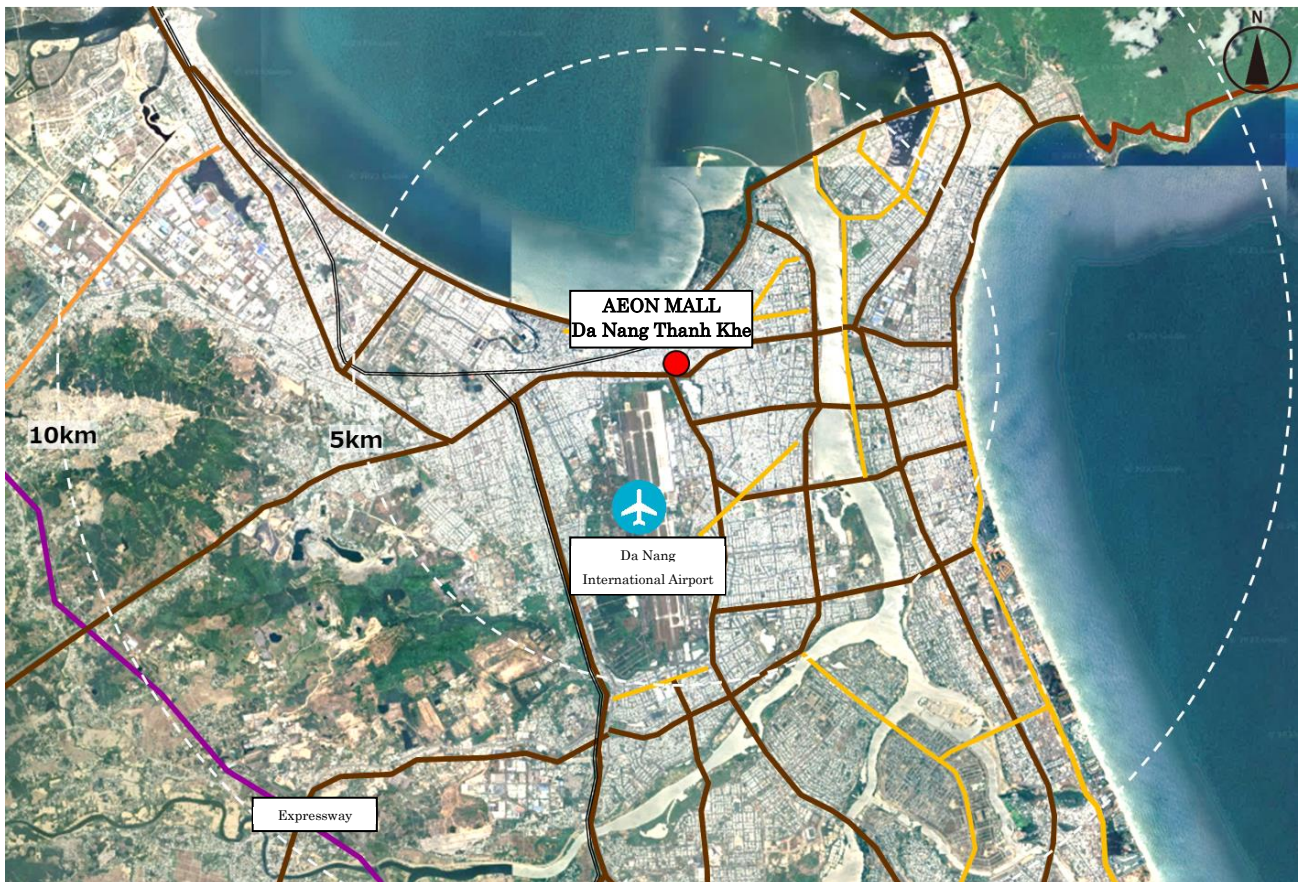 N
AEON MALL
Da Nang Thanh Khe
10km
5km
Da Nang
International Airport
Expressway